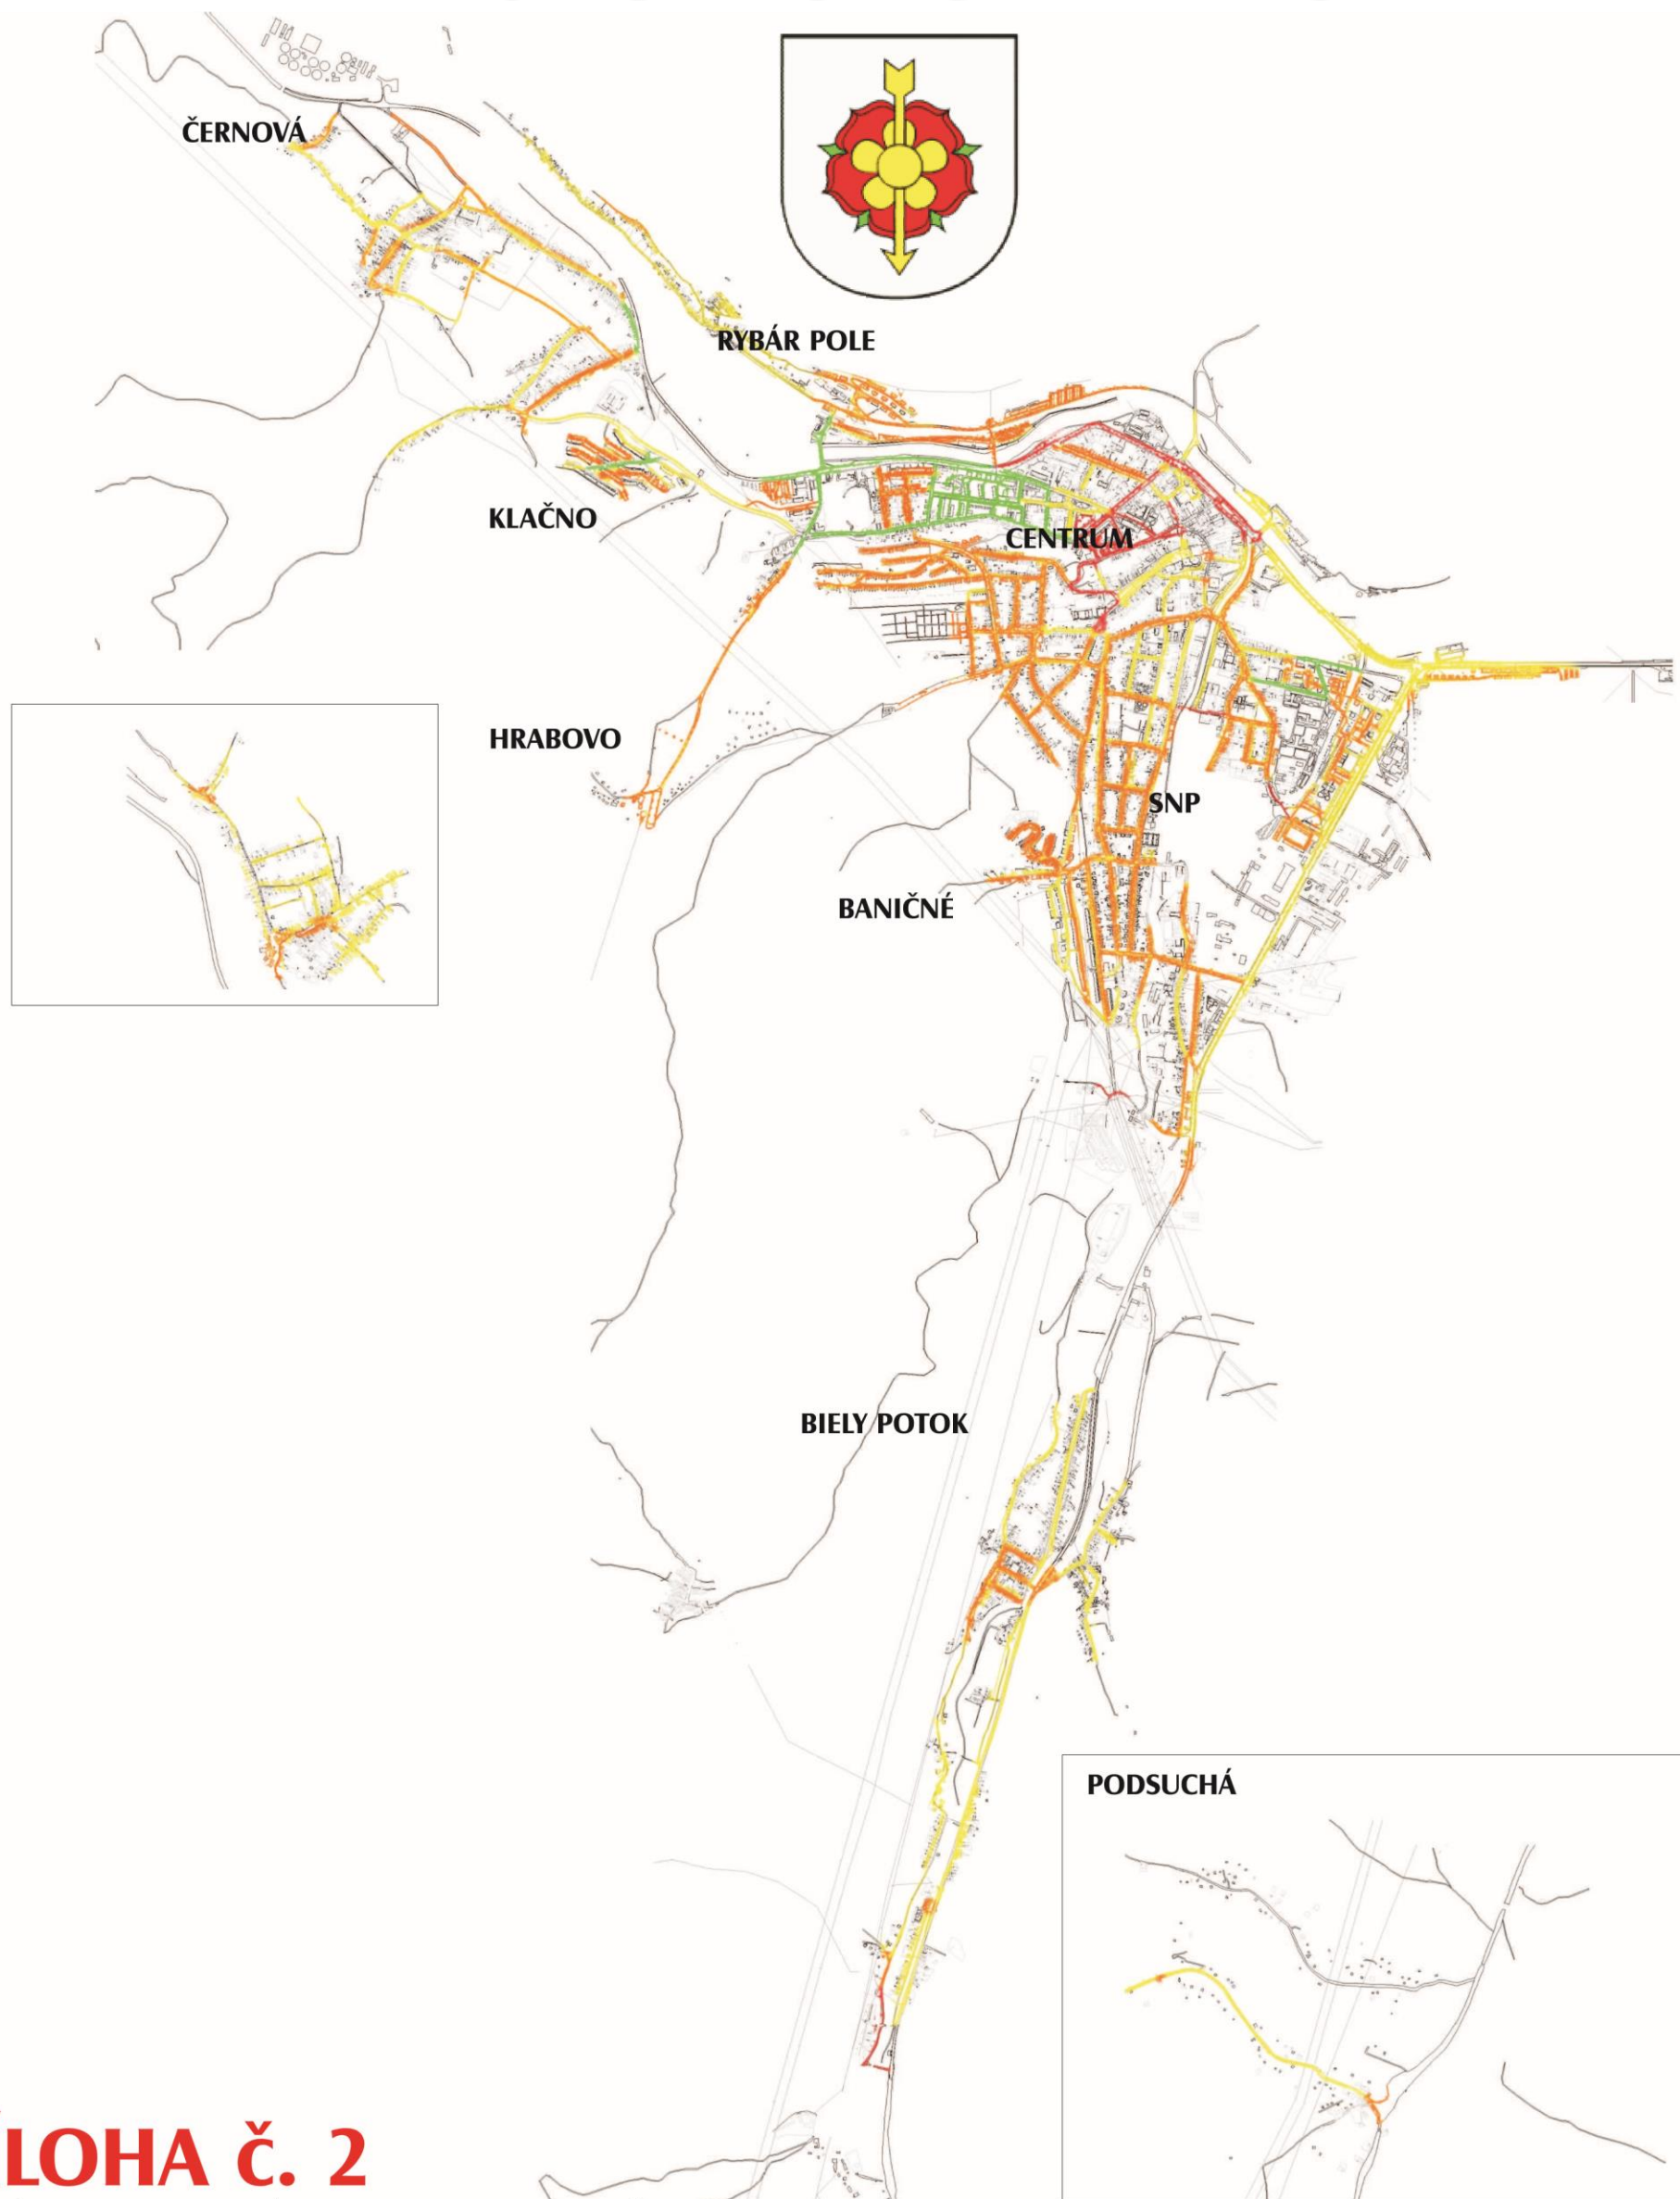 ČERNOVÁ
RYBÁR POLE
KLAČNO
CENTRUM
HRABOVO
SNP
BANIČNÉ
BIELY POTOK
PODSUCHÁ
LOHA č. 2